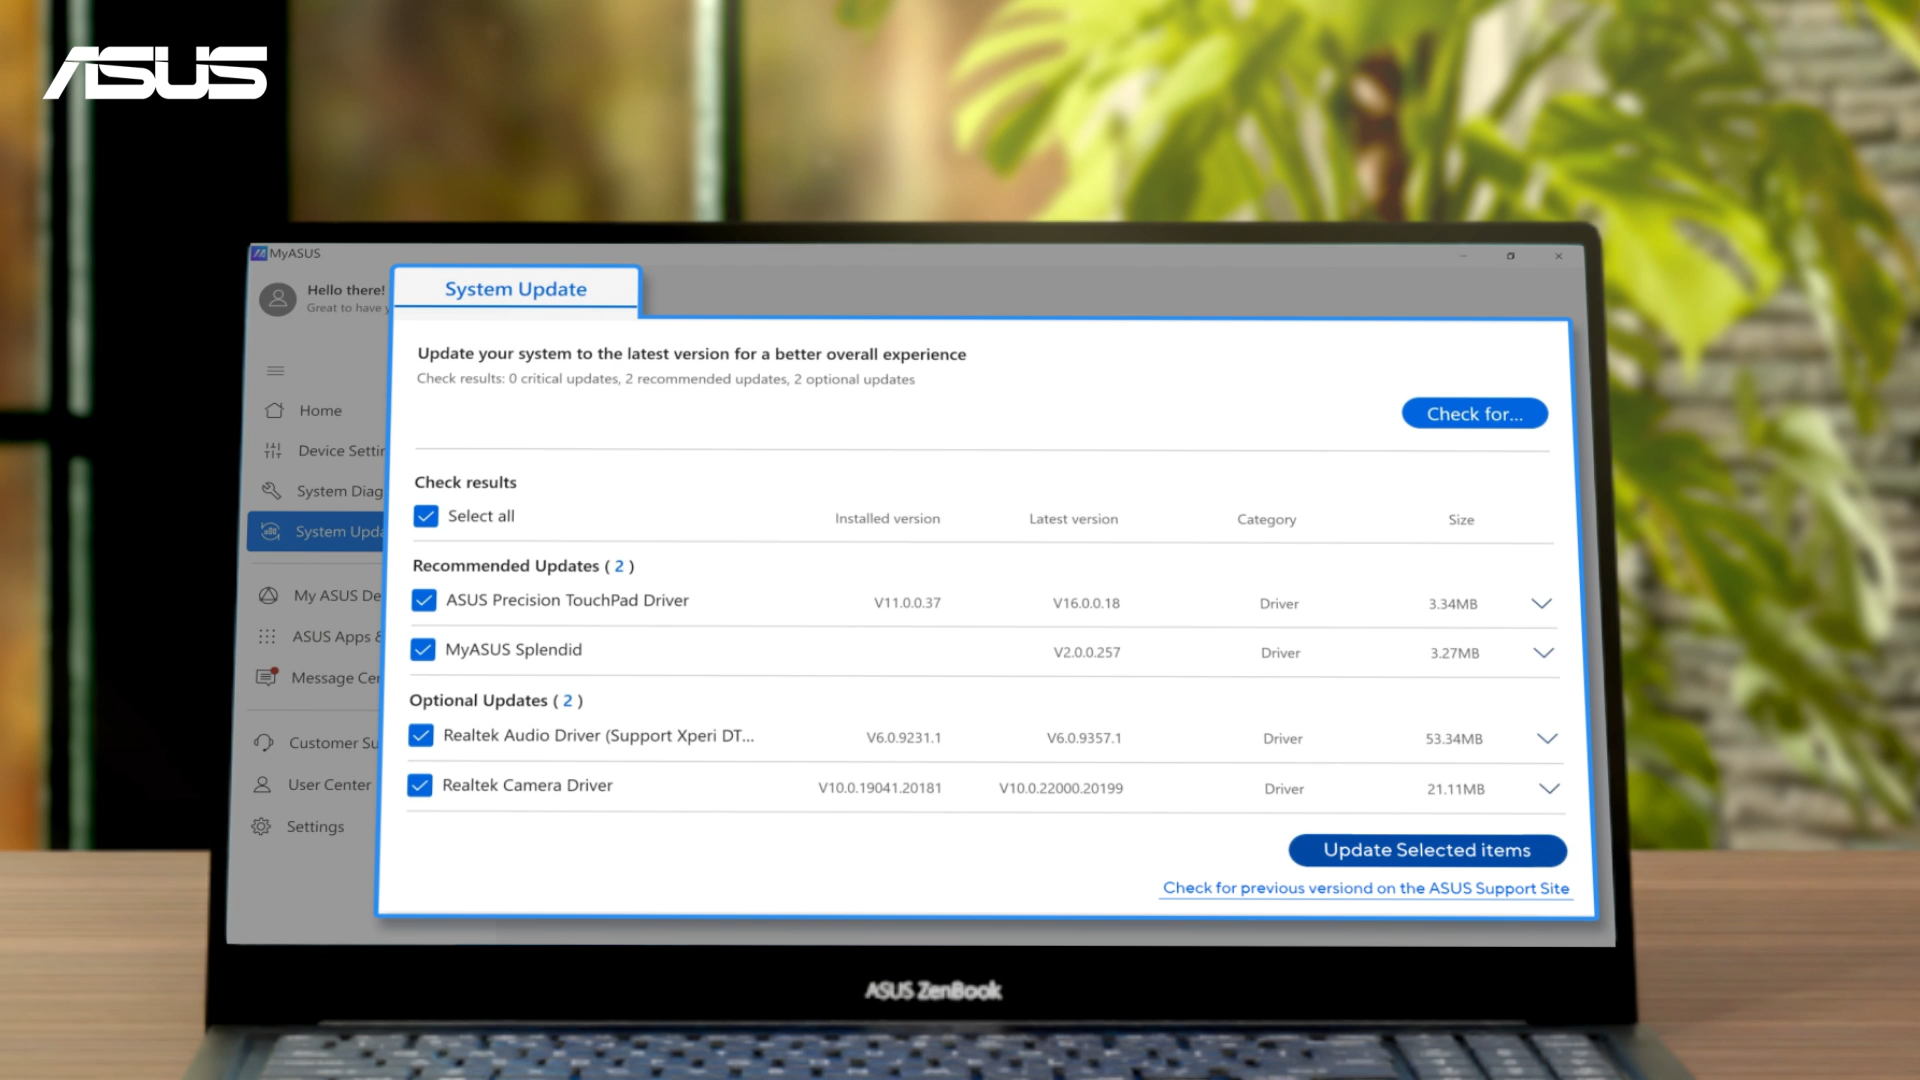 ASUS
MyASUS
Hello there!
Great to have
System Update
Home
Device Settin
System Diag
System Upda
My ASUS De
ASUS Apps &
Message Cen
Customer Su
User Center
Settings
Update your system to the latest version for a better overall experience
Check results: 0 critical updates, 2 recommended updates, 2 optional updates
Check for...
Check results
Select all Installed version Latest version Category Size
Recommended Updates ( 2 )
ASUS Precision TouchPad Driver V11.0.0.37 V16.0.0.18 Driver 3.34MB
MyASUS Splendid V2.0.0.257 Driver 3.27MB
Optional Updates ( 2 )
Realtek Audio Driver (Support Xperi DT... V6.0.9231.1 V6.0.9357.1 Driver 53.34MB
Realtek Camera Driver V10.0.19041.20181 V10.0.22000.20199 Driver 21.11MB
Update Selected items
Check for previous versiond on the ASUS Support Site
ASUS ZenBook